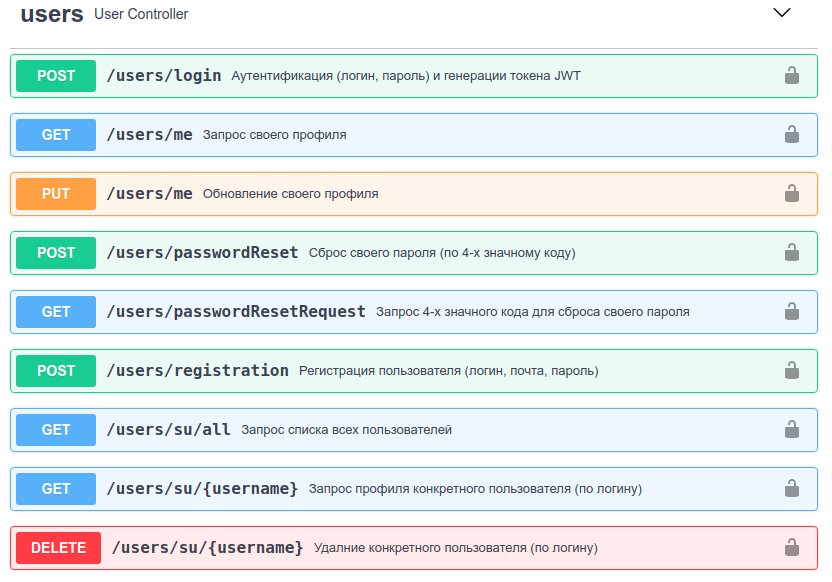 users User Controller
POST /users/login Аутентификация (логин, пароль) и генерации токена JWT
GET /users/me Запрос своего профиля
PUT /users/me Обновление своего профиля
POST /users/passwordReset Сброс своего пароля (по 4-х значному коду)
GET /users/passwordResetRequest Запрос 4-х значного кода для сброса своего пароля
POST /users/registration Регистрация пользователя (логин, почта, пароль)
GET /users/su/all Запрос списка всех пользователей
GET /users/su/{username} Запрос профиля конкретного пользователя (по логину)
DELETE /users/su/{username} Удалние конкретного пользователя (по логину)